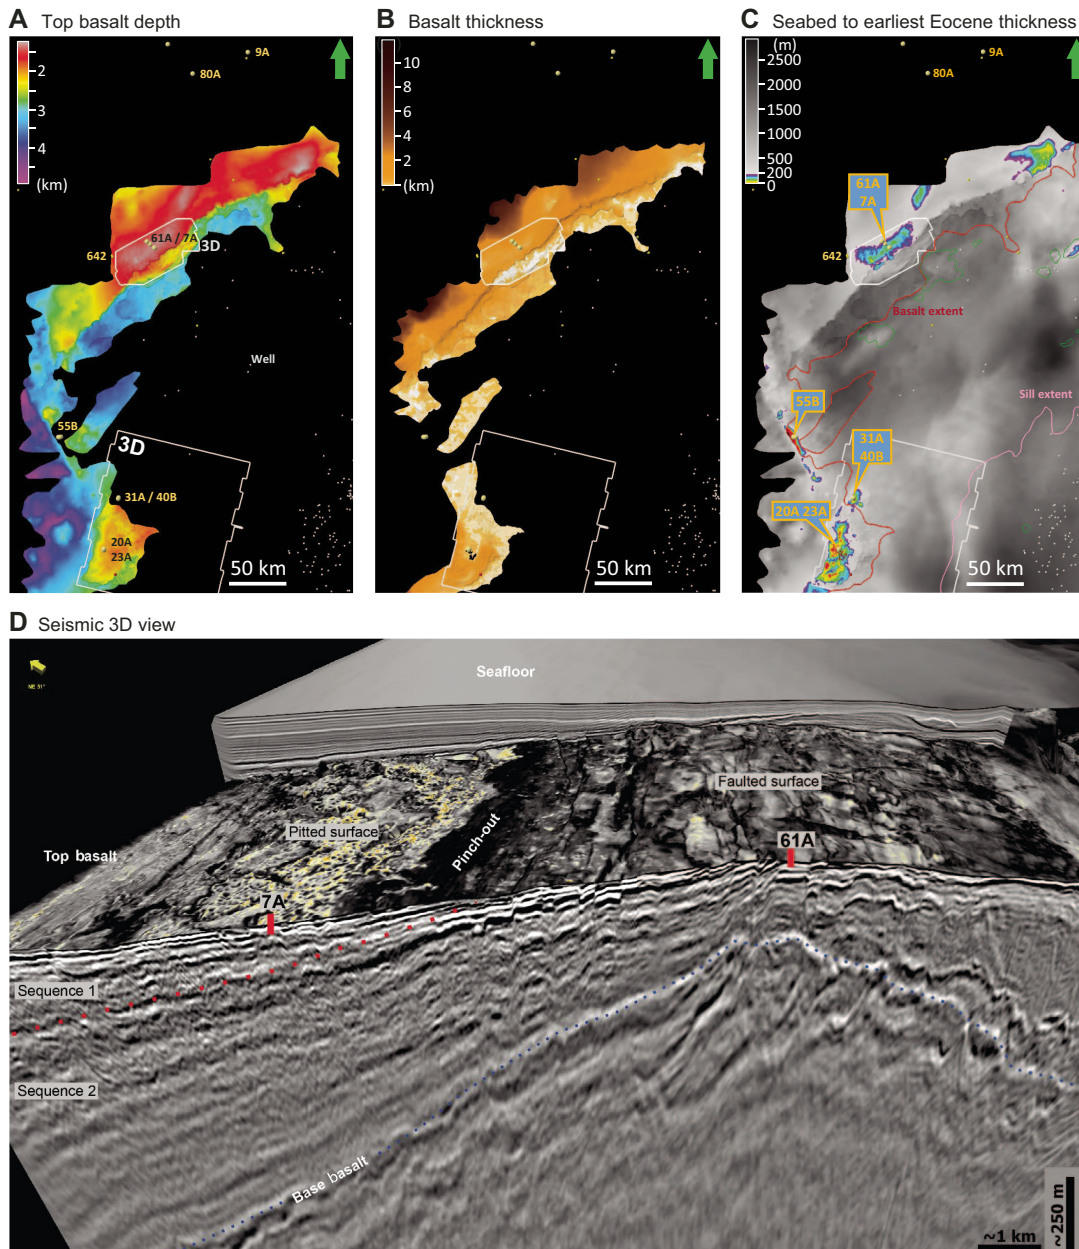 A Top basalt depth
2
3
4
(km)
9A
80A
61A / 7A
3D
642
Well
55B
3D
31A / 40B
20A
23A
50 km
B Basalt thickness
10
8
6
4
2
(km)
50 km
C Seabed to earliest Eocene thickness
(m)
2500
2000
1500
1000
500
200
0
9A
80A
61A
7A
642
Basalt extent
Sill extent
55B
31A
40B
20A 23A
50 km
D Seismic 3D view
NE 51°
Seafloor
Faulted surface
Pitted surface
Pinch-out
Top basalt
61A
7A
Sequence 1
Sequence 2
Base basalt
~1 km
~250 m